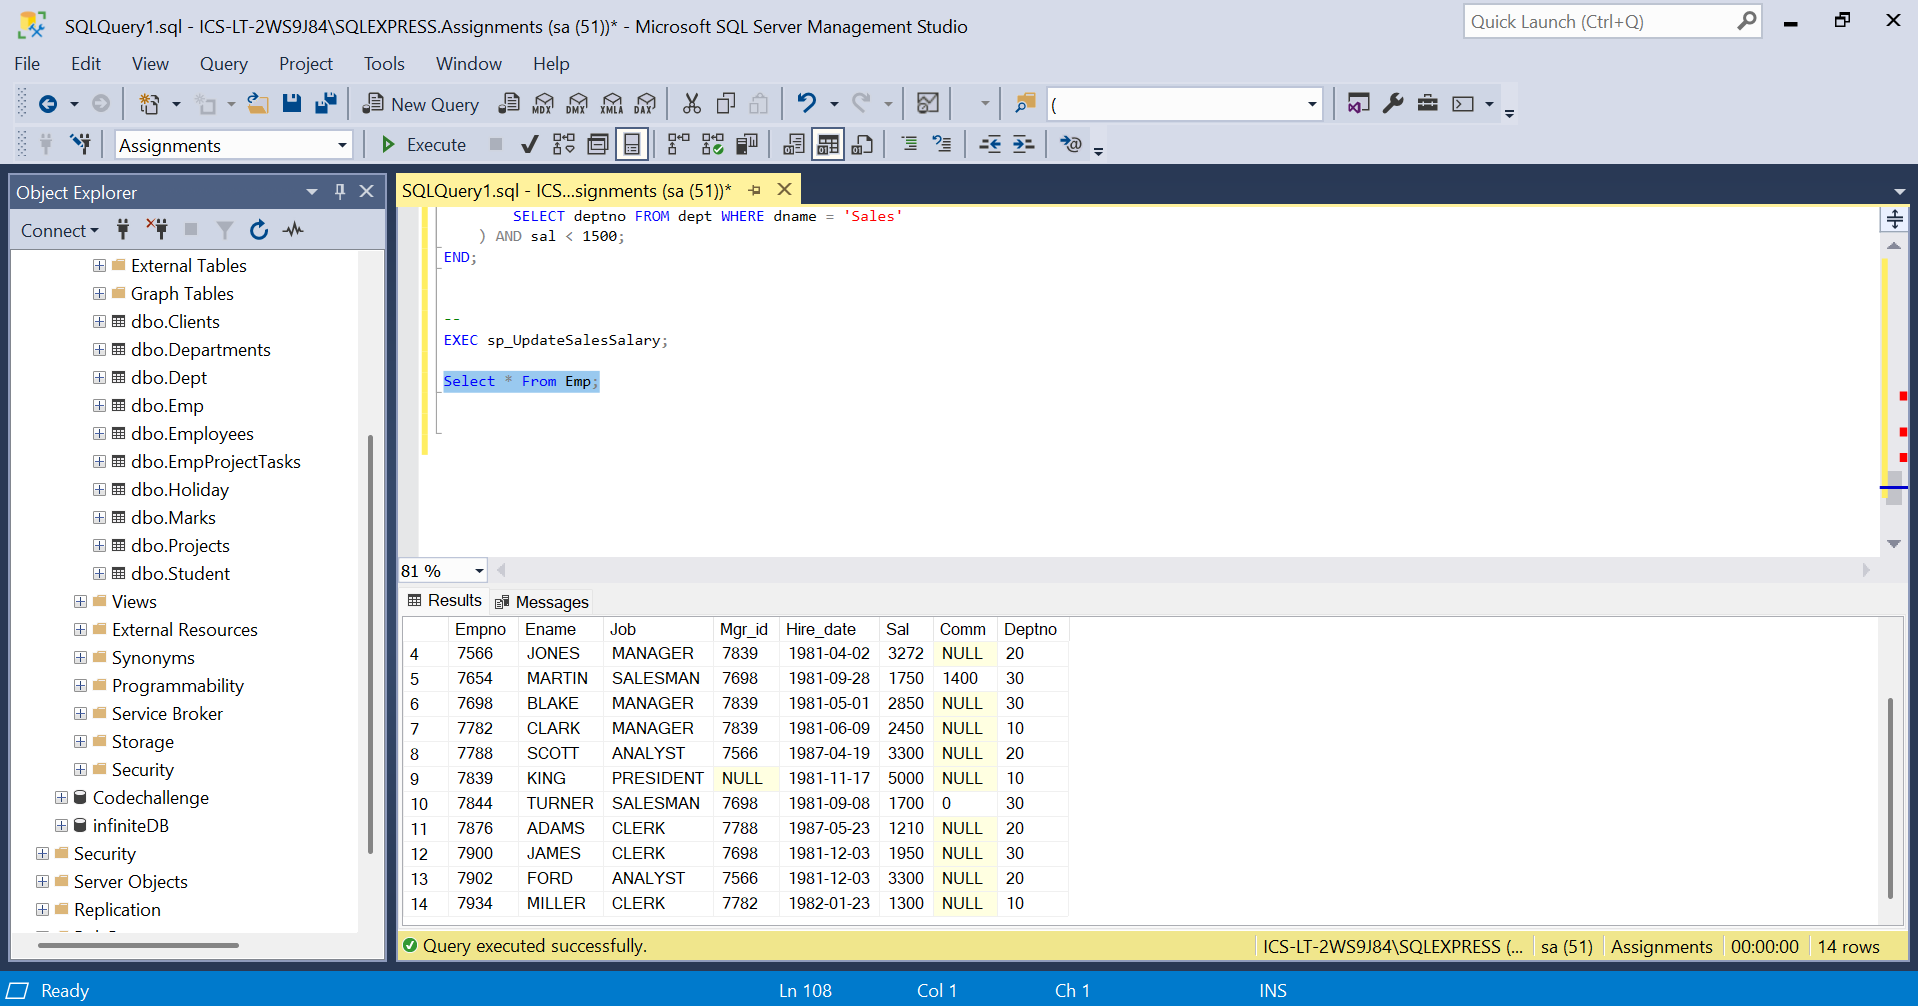 SQLQuery1.sql - ICS-LT-2WS9J84\SQLEXPRESS.Assignments (sa (51))* - Microsoft SQL Server Management Studio
Quick Launch (Ctrl+Q)
File Edit View Query Project Tools Window Help
New Query MDX DMX XMLA DAX (
Assignments Execute
Object Explorer
Connect
External Tables
Graph Tables
dbo.Clients
dbo.Departments
dbo.Dept
dbo.Emp
dbo.Employees
dbo.EmpProjectTasks
dbo.Holiday
dbo.Marks
dbo.Projects
dbo.Student
Views
External Resources
Synonyms
Programmability
Service Broker
Storage
Security
Codechallenge
infiniteDB
Security
Server Objects
Replication
SQLQuery1.sql - ICS...signments (sa (51))*
SELECT deptno FROM dept WHERE dname = 'Sales'
) AND sal < 1500;
END;
--
EXEC sp_UpdateSalesSalary;
Select * From Emp;
81 %
Results Messages
Empno Ename Job Mgr_id Hire_date Sal Comm Deptno
4 7566 JONES MANAGER 7839 1981-04-02 3272 NULL 20
5 7654 MARTIN SALESMAN 7698 1981-09-28 1750 1400 30
6 7698 BLAKE MANAGER 7839 1981-05-01 2850 NULL 30
7 7782 CLARK MANAGER 7839 1981-06-09 2450 NULL 10
8 7788 SCOTT ANALYST 7566 1987-04-19 3300 NULL 20
9 7839 KING PRESIDENT NULL 1981-11-17 5000 NULL 10
10 7844 TURNER SALESMAN 7698 1981-09-08 1700 0 30
11 7876 ADAMS CLERK 7788 1987-05-23 1210 NULL 20
12 7900 JAMES CLERK 7698 1981-12-03 1950 NULL 30
13 7902 FORD ANALYST 7566 1981-12-03 3300 NULL 20
14 7934 MILLER CLERK 7782 1982-01-23 1300 NULL 10
Query executed successfully.
ICS-LT-2WS9J84\SQLEXPRESS (... sa (51) Assignments 00:00:00 14 rows
Ready Ln 108 Col 1 Ch 1 INS